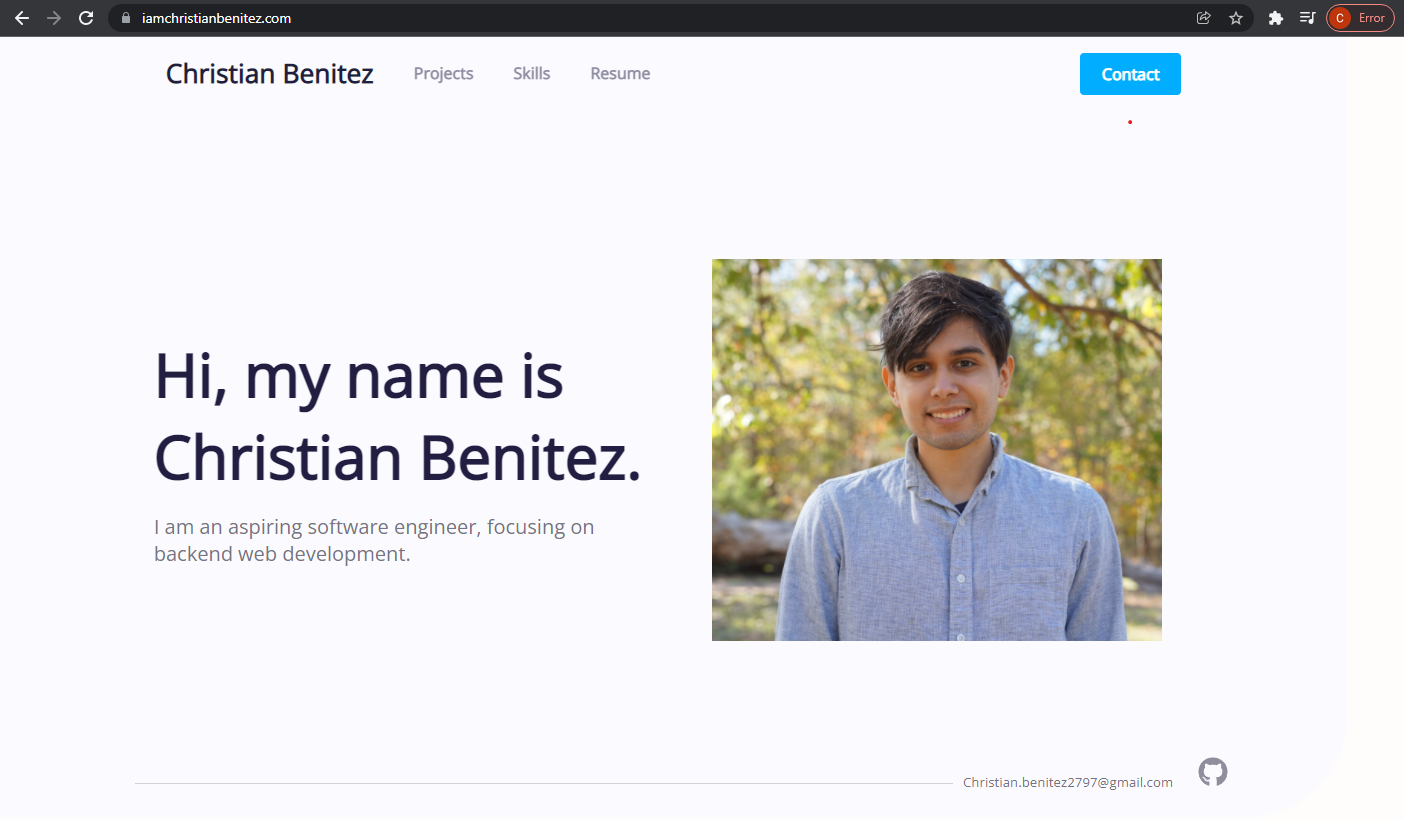 iamchristianbenitez.com
C Error
Christian Benitez Projects Skills Resume Contact
Hi, my name is
Christian Benitez.
I am an aspiring software engineer, focusing on
backend web development.
Christian.benitez2797@gmail.com